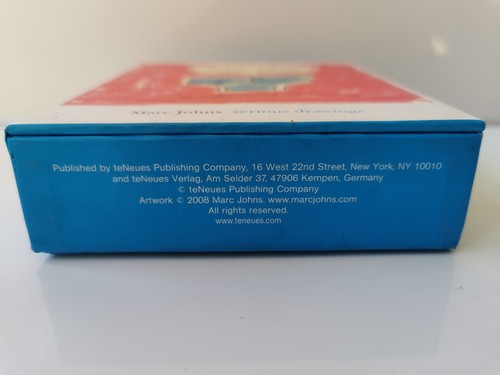 Marc Johns serious drawings
Published by teNeues Publishing Company, 16 West 22nd Street, New York, NY 10010
and teNeues Verlag, Am Selder 37, 47906 Kempen, Germany
© teNeues Publishing Company
Artwork © 2008 Marc Johns. www.marcjohns.com
All rights reserved.
www.teneues.com